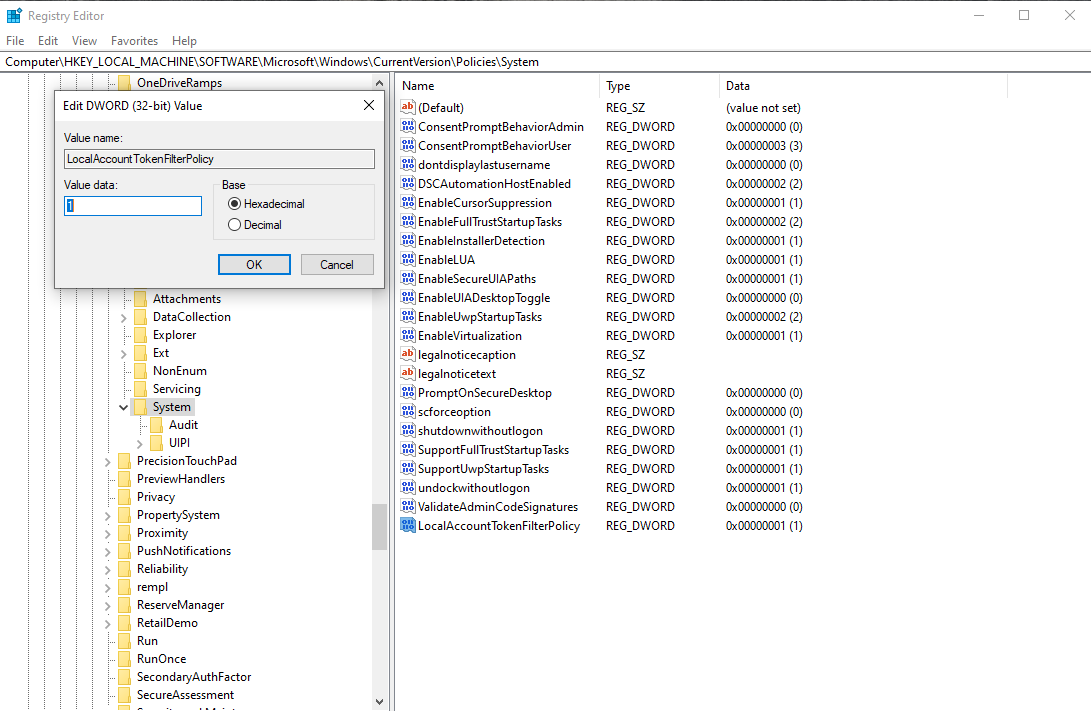 Registry Editor
File Edit View Favorites Help
Computer\HKEY_LOCAL_MACHINE\SOFTWARE\Microsoft\Windows\CurrentVersion\Policies\System
OneDriveRamps
Edit DWORD (32-bit) Value
Value name:
LocalAccountTokenFilterPolicy
Value data:
1
Base
Hexadecimal
Decimal
OK Cancel
Attachments
DataCollection
Explorer
Ext
NonEnum
Servicing
System
Audit
UIPI
PrecisionTouchPad
PreviewHandlers
Privacy
PropertySystem
Proximity
PushNotifications
Reliability
rempl
ReserveManager
RetailDemo
Run
RunOnce
SecondaryAuthFactor
SecureAssessment
Name Type Data
(Default) REG_SZ (value not set)
ConsentPromptBehaviorAdmin REG_DWORD 0x00000000 (0)
ConsentPromptBehaviorUser REG_DWORD 0x00000003 (3)
dontdisplaylastusername REG_DWORD 0x00000000 (0)
DSCAutomationHostEnabled REG_DWORD 0x00000002 (2)
EnableCursorSuppression REG_DWORD 0x00000001 (1)
EnableFullTrustStartupTasks REG_DWORD 0x00000002 (2)
EnableInstallerDetection REG_DWORD 0x00000001 (1)
EnableLUA REG_DWORD 0x00000001 (1)
EnableSecureUIAPaths REG_DWORD 0x00000001 (1)
EnableUIADesktopToggle REG_DWORD 0x00000000 (0)
EnableUwpStartupTasks REG_DWORD 0x00000002 (2)
EnableVirtualization REG_DWORD 0x00000001 (1)
legalnoticecaption REG_SZ
legalnoticetext REG_SZ
PromptOnSecureDesktop REG_DWORD 0x00000000 (0)
scforceoption REG_DWORD 0x00000000 (0)
shutdownwithoutlogon REG_DWORD 0x00000001 (1)
SupportFullTrustStartupTasks REG_DWORD 0x00000001 (1)
SupportUwpStartupTasks REG_DWORD 0x00000001 (1)
undockwithoutlogon REG_DWORD 0x00000001 (1)
ValidateAdminCodeSignatures REG_DWORD 0x00000000 (0)
LocalAccountTokenFilterPolicy REG_DWORD 0x00000001 (1)